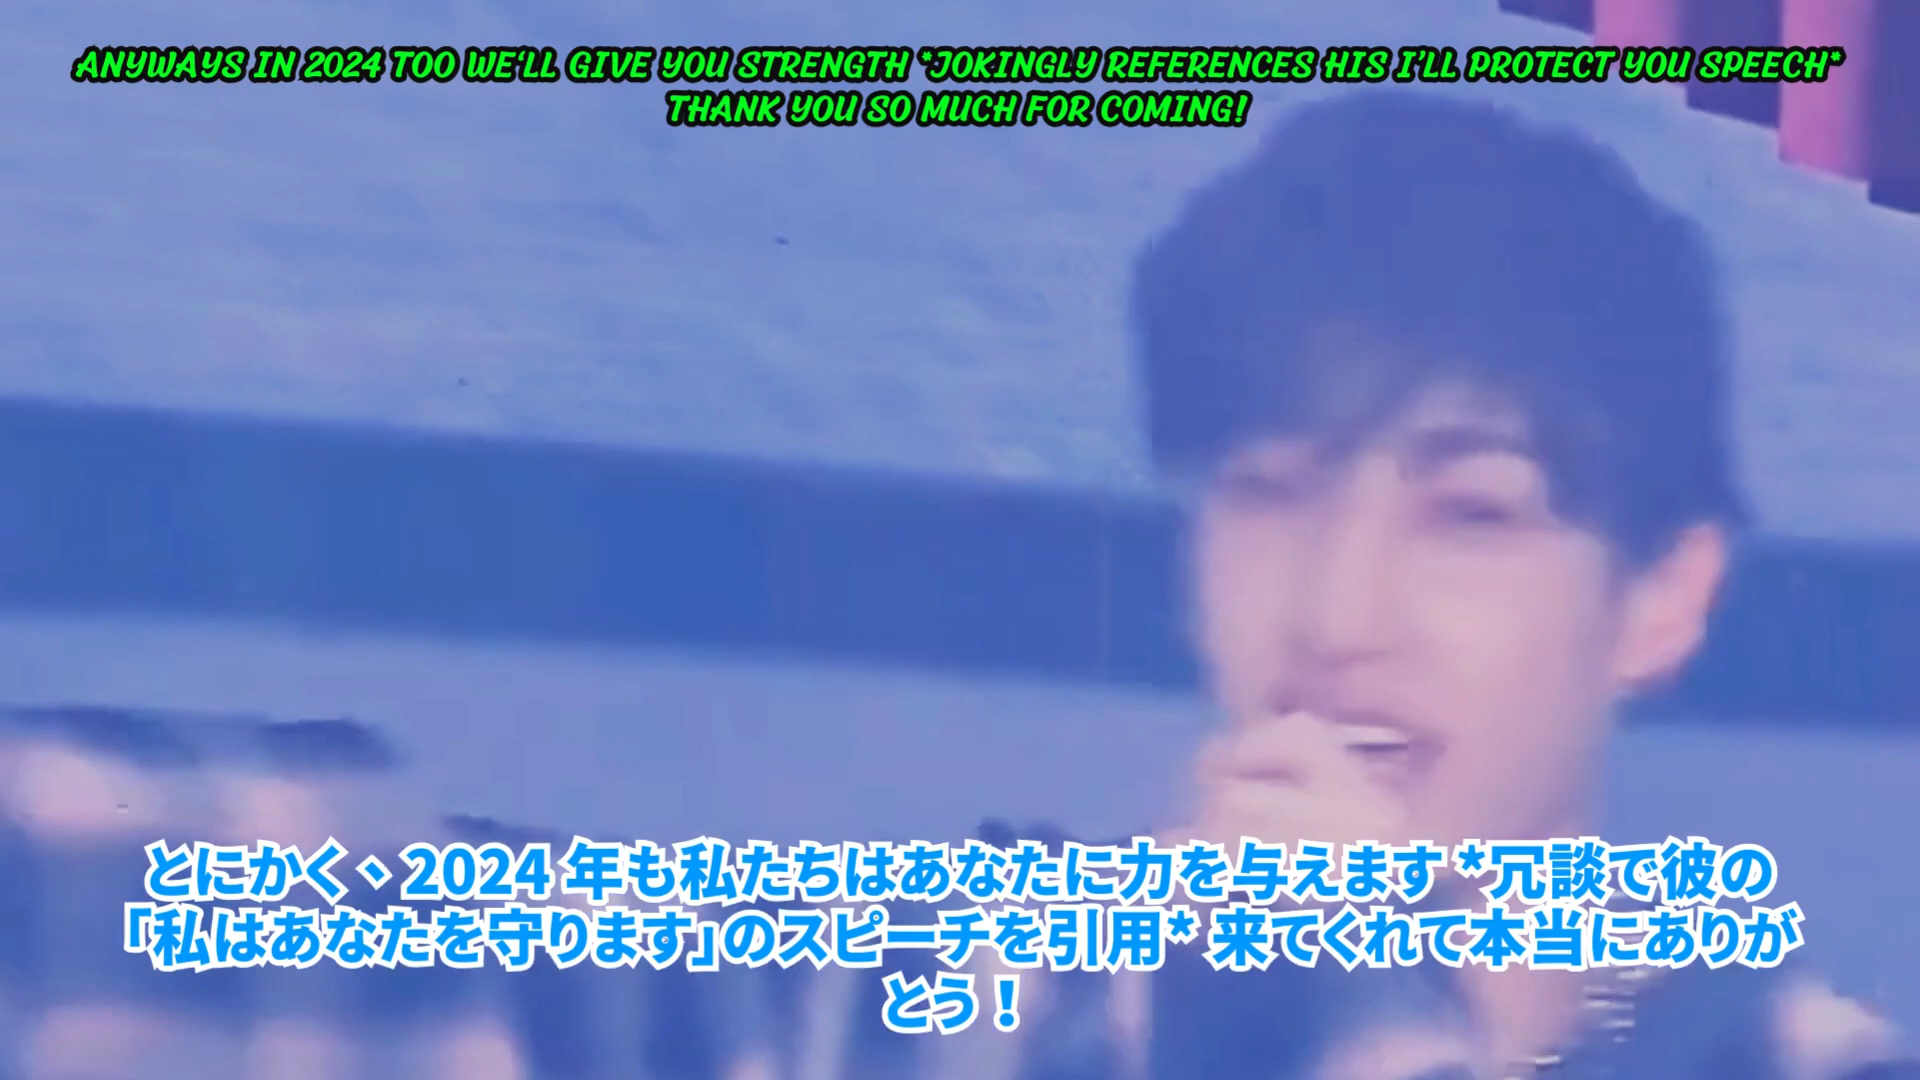 ANYWAYS IN 2024 TOO WE'LL GIVE YOU STRENGTH *JOKINGLY REFERENCES HIS I'LL PROTECT YOU SPEECH*
THANK YOU SO MUCH FOR COMING!
とにかく、2024 年も私たちはあなたに力を与えます *冗談で彼の
「私はあなたを守ります」のスピーチを引用* 来てくれて本当にありが
とう！